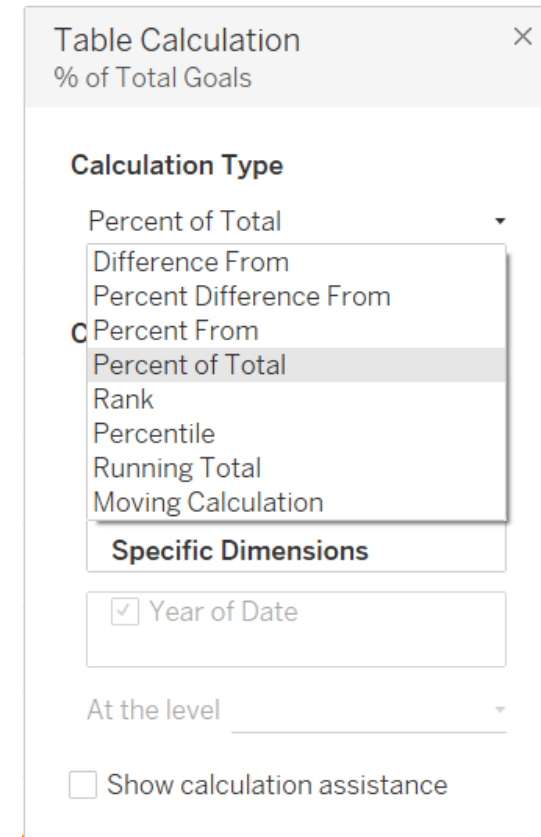 Table Calculation
% of Total Goals
Calculation Type
Percent of Total
Difference From
Percent Difference From
Percent From
C
Percent of Total
Rank
Percentile
Running Total
Moving Calculation
Specific Dimensions
Year of Date
At the level
Show calculation assistance